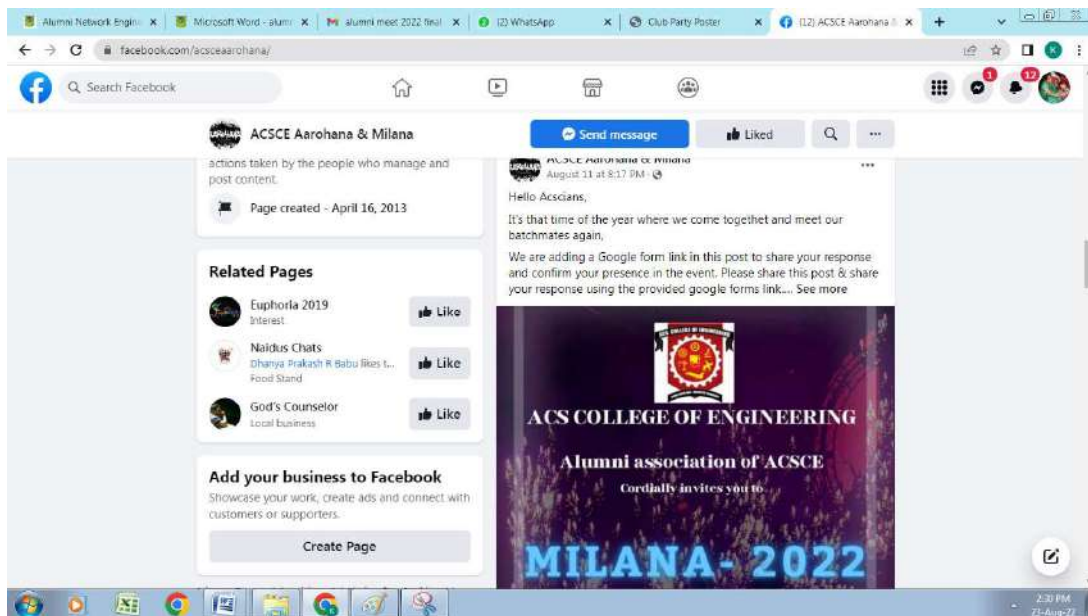 Alumni Network Engin
Microsoft Word - alum
alumni meet 2022 final
(2) WhatsApp
Club Party Poster
(12) ACSCE Aarohana &
facebook.com/acsceaarohana/
K
Search Facebook
1
12
ACSCE Aarohana & Milana
Send message
Liked
actions taken by the people who manage and
post content.
Page created - April 16, 2013
Related Pages
Euphoria 2019
Interest
Like
Naidus Chats
Dhanya Prakash R Babu likes t...
Food Stand
Like
God's Counselor
Local business
Like
Add your business to Facebook
Showcase your work, create ads and connect with
customers or supporters.
Create Page
ACSCE Aarohana & Milana
August 11 at 8:17 PM
Hello Acscians,
It's that time of the year where we come togethet and meet our
batchmates again,
We are adding a Google form link in this post to share your response
and confirm your presence in the event. Please share this post & share
your response using the provided google forms link.... See more
ACS COLLEGE OF ENGINEERING
ACS COLLEGE OF ENGINEERING
Alumni association of ACSCE
Cordially invites you to
MILANA- 2022
2:30 PM
23-Aug-22